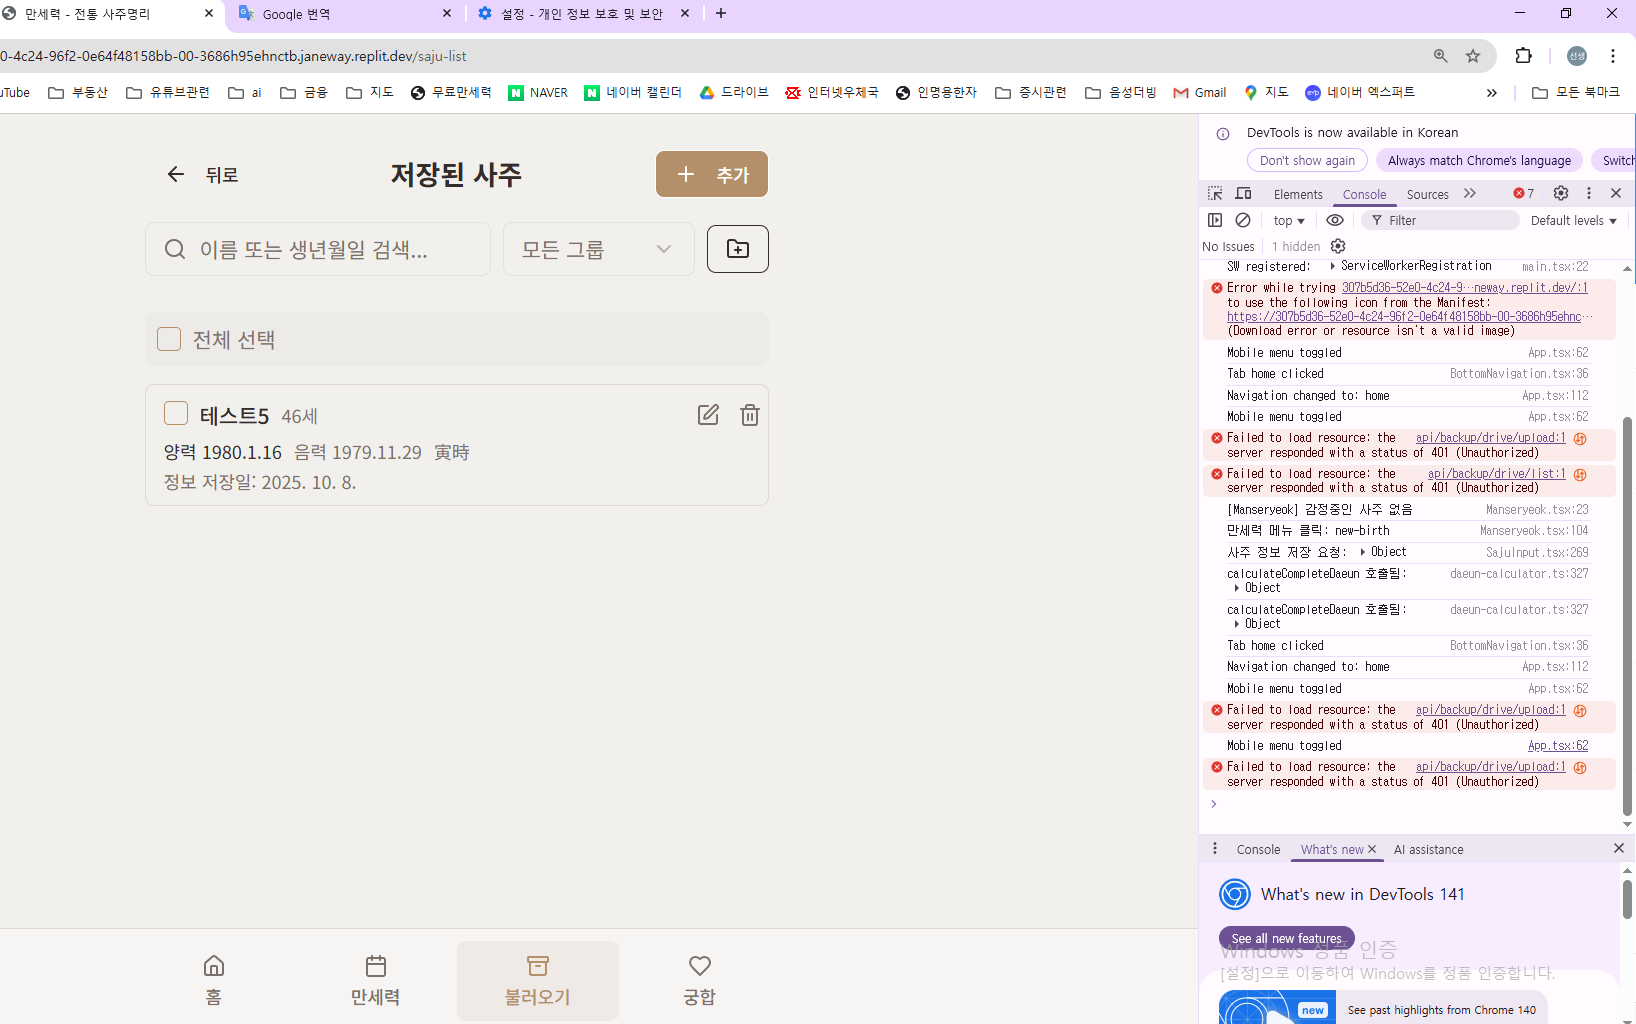 만세력 - 전통 사주명리
Google 번역
설정 - 개인 정보 보호 및 보안
0-4c24-96f2-0e64f48158bb-00-3686h95ehnctb.janeway.replit.dev/saju-list
선생
uTube
부동산
유튜브관련
ai
금융
지도
무료만세력
NAVER
네이버 캘린더
드라이브
인터넷우체국
인명용한자
증시관련
음성더빙
Gmail
지도
네이버 엑스퍼트
모든 북마크
뒤로
저장된 사주
추가
이름 또는 생년월일 검색...
모든 그룹
전체 선택
테스트5 46세
양력 1980.1.16 음력 1979.11.29 寅時
정보 저장일: 2025. 10. 8.
홈
만세력
불러오기
궁합
DevTools is now available in Korean
Don't show again
Always match Chrome's language
Switch
Elements
Console
Sources
7
top
Filter
Default levels
No Issues
1 hidden
SW registered: ServiceWorkerRegistration main.tsx:22
Error while trying 307b5d36-52e0-4c24-9…neway.replit.dev/:1
to use the following icon from the Manifest:
https://307b5d36-52e0-4c24-96f2-0e64f48158bb-00-3686h95ehnc…
(Download error or resource isn't a valid image)
Mobile menu toggled App.tsx:62
Tab home clicked BottomNavigation.tsx:36
Navigation changed to: home App.tsx:112
Mobile menu toggled App.tsx:62
Failed to load resource: the api/backup/drive/upload:1
server responded with a status of 401 (Unauthorized)
Failed to load resource: the api/backup/drive/list:1
server responded with a status of 401 (Unauthorized)
[Manseryeok] 감정중인 사주 없음 Manseryeok.tsx:23
만세력 메뉴 클릭: new-birth Manseryeok.tsx:104
사주 정보 저장 요청: Object SajuInput.tsx:269
calculateCompleteDaeun 호출됨: daeun-calculator.ts:327
Object
calculateCompleteDaeun 호출됨: daeun-calculator.ts:327
Object
Tab home clicked BottomNavigation.tsx:36
Navigation changed to: home App.tsx:112
Mobile menu toggled App.tsx:62
Failed to load resource: the api/backup/drive/upload:1
server responded with a status of 401 (Unauthorized)
Mobile menu toggled App.tsx:62
Failed to load resource: the api/backup/drive/upload:1
server responded with a status of 401 (Unauthorized)
Console
What's new
AI assistance
What's new in DevTools 141
See all new features
Windows 정품 인증
[설정]으로 이동하여 Windows를 정품 인증합니다.
new
See past highlights from Chrome 140